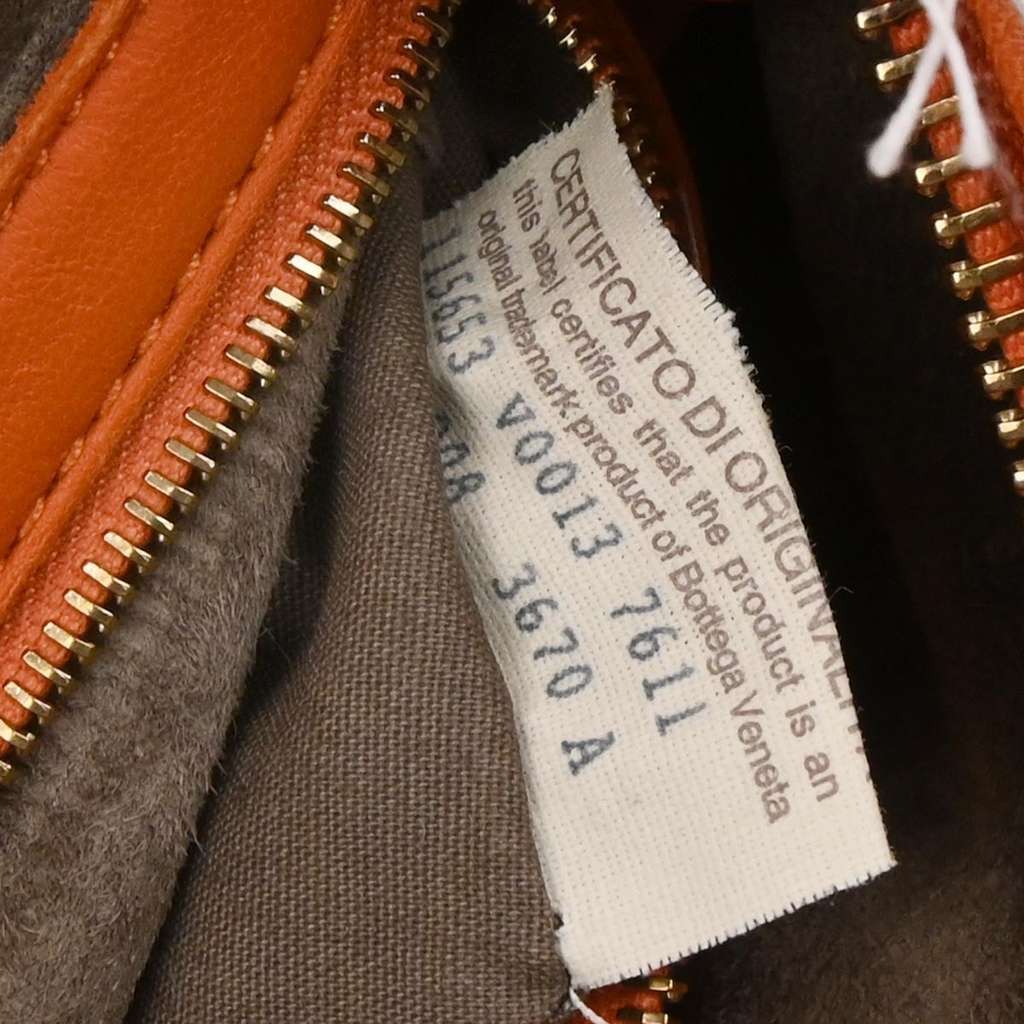 CERTIFICATO DI ORIGINALITA
this label certifies that the product is an
original trademark product of Bottega Veneta
115653 V0013 7611
3670 A